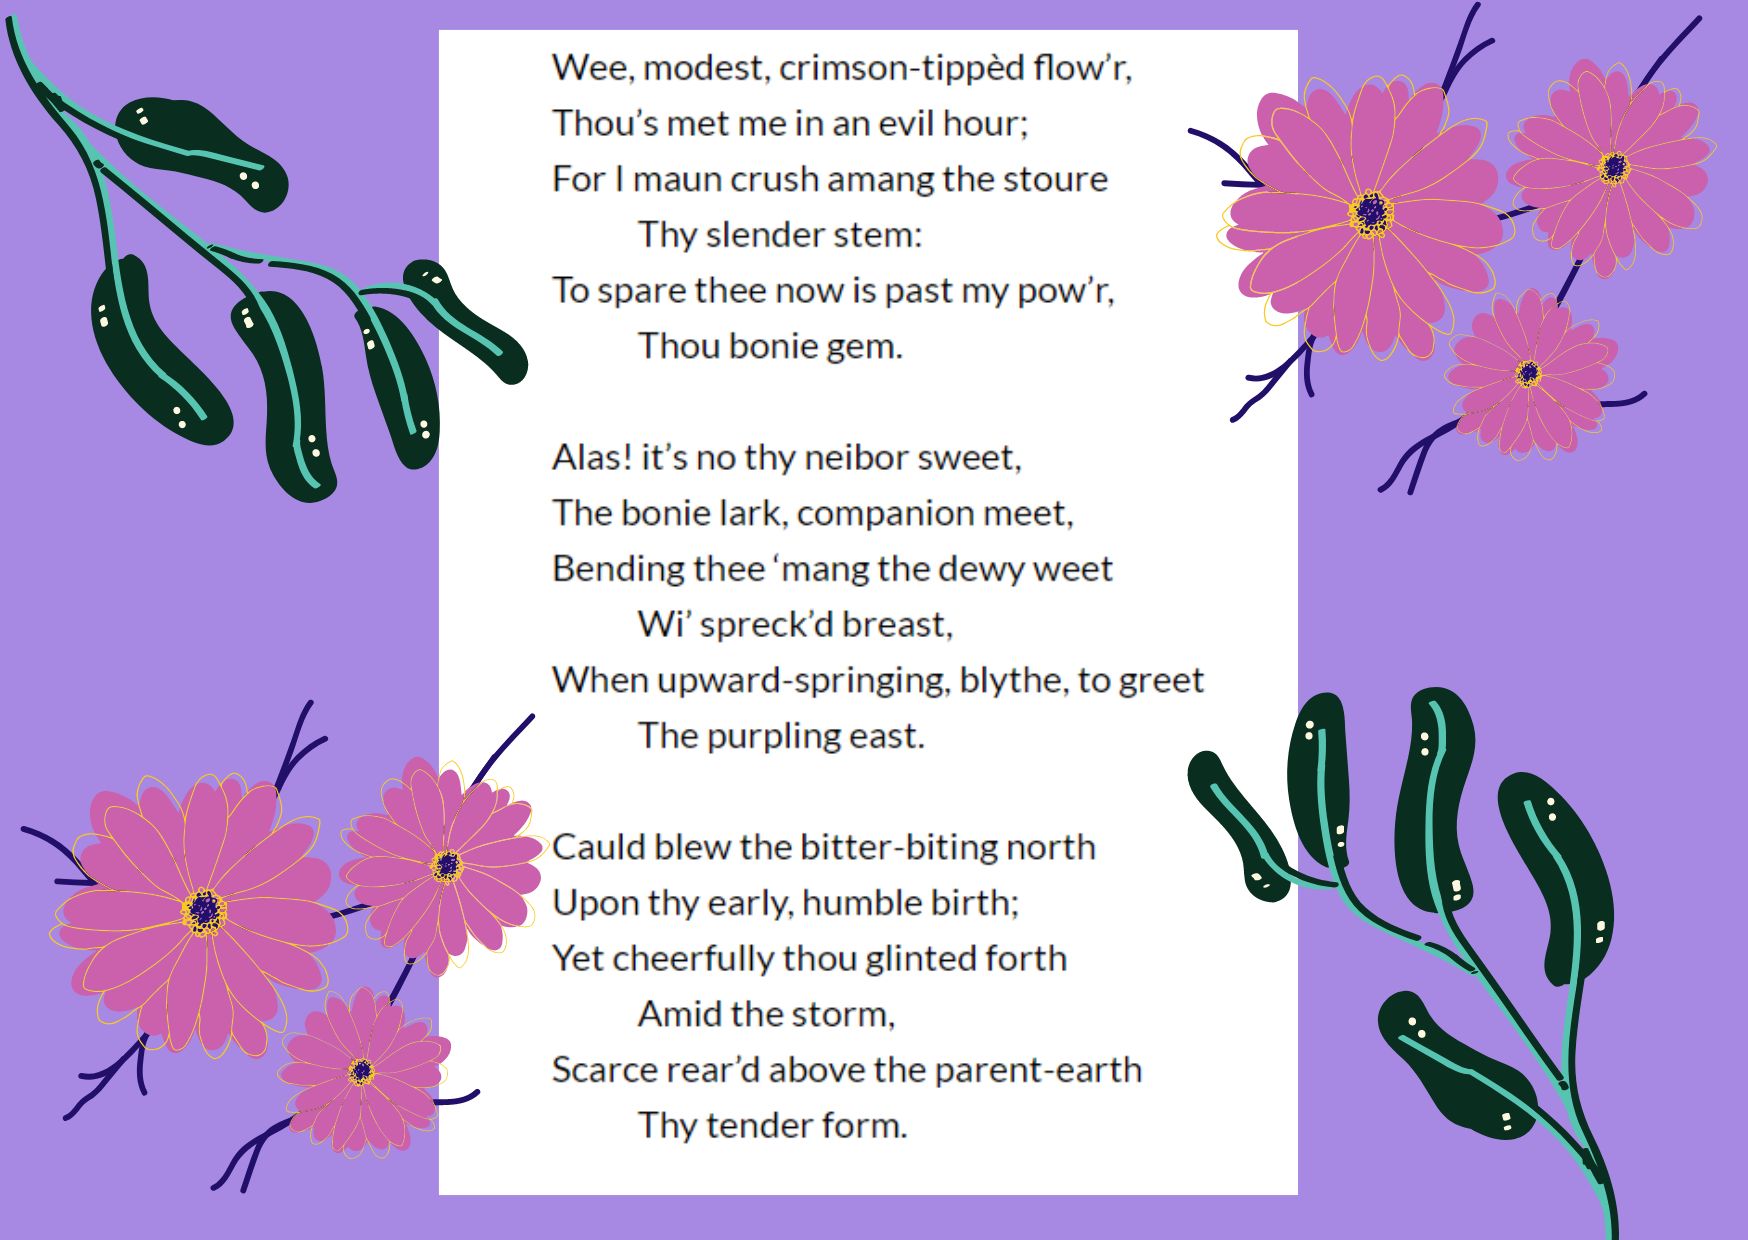 Wee, modest, crimson-tippèd flow’r,
Thou’s met me in an evil hour;
For I maun crush amang the stoure
Thy slender stem:
To spare thee now is past my pow’r,
Thou bonie gem.

Alas! it’s no thy neibor sweet,
The bonie lark, companion meet,
Bending thee ‘mang the dewy weet
Wi’ spreck’d breast,
When upward-springing, blythe, to greet
The purpling east.

Cauld blew the bitter-biting north
Upon thy early, humble birth;
Yet cheerfully thou glinted forth
Amid the storm,
Scarce rear’d above the parent-earth
Thy tender form.